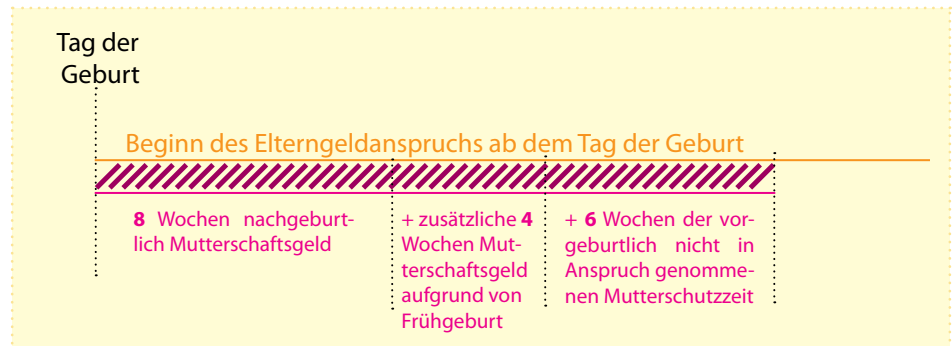 Tag der
Geburt
Beginn des Elterngeldanspruchs ab dem Tag der Geburt
8 Wochen nachgeburt-
lich Mutterschaftsgeld
+ zusätzliche 4
Wochen Mut-
terschaftsgeld
aufgrund von
Frühgeburt
+ 6 Wochen der vor-
geburtlich nicht in
Anspruch genomme-
nen Mutterschutzzeit